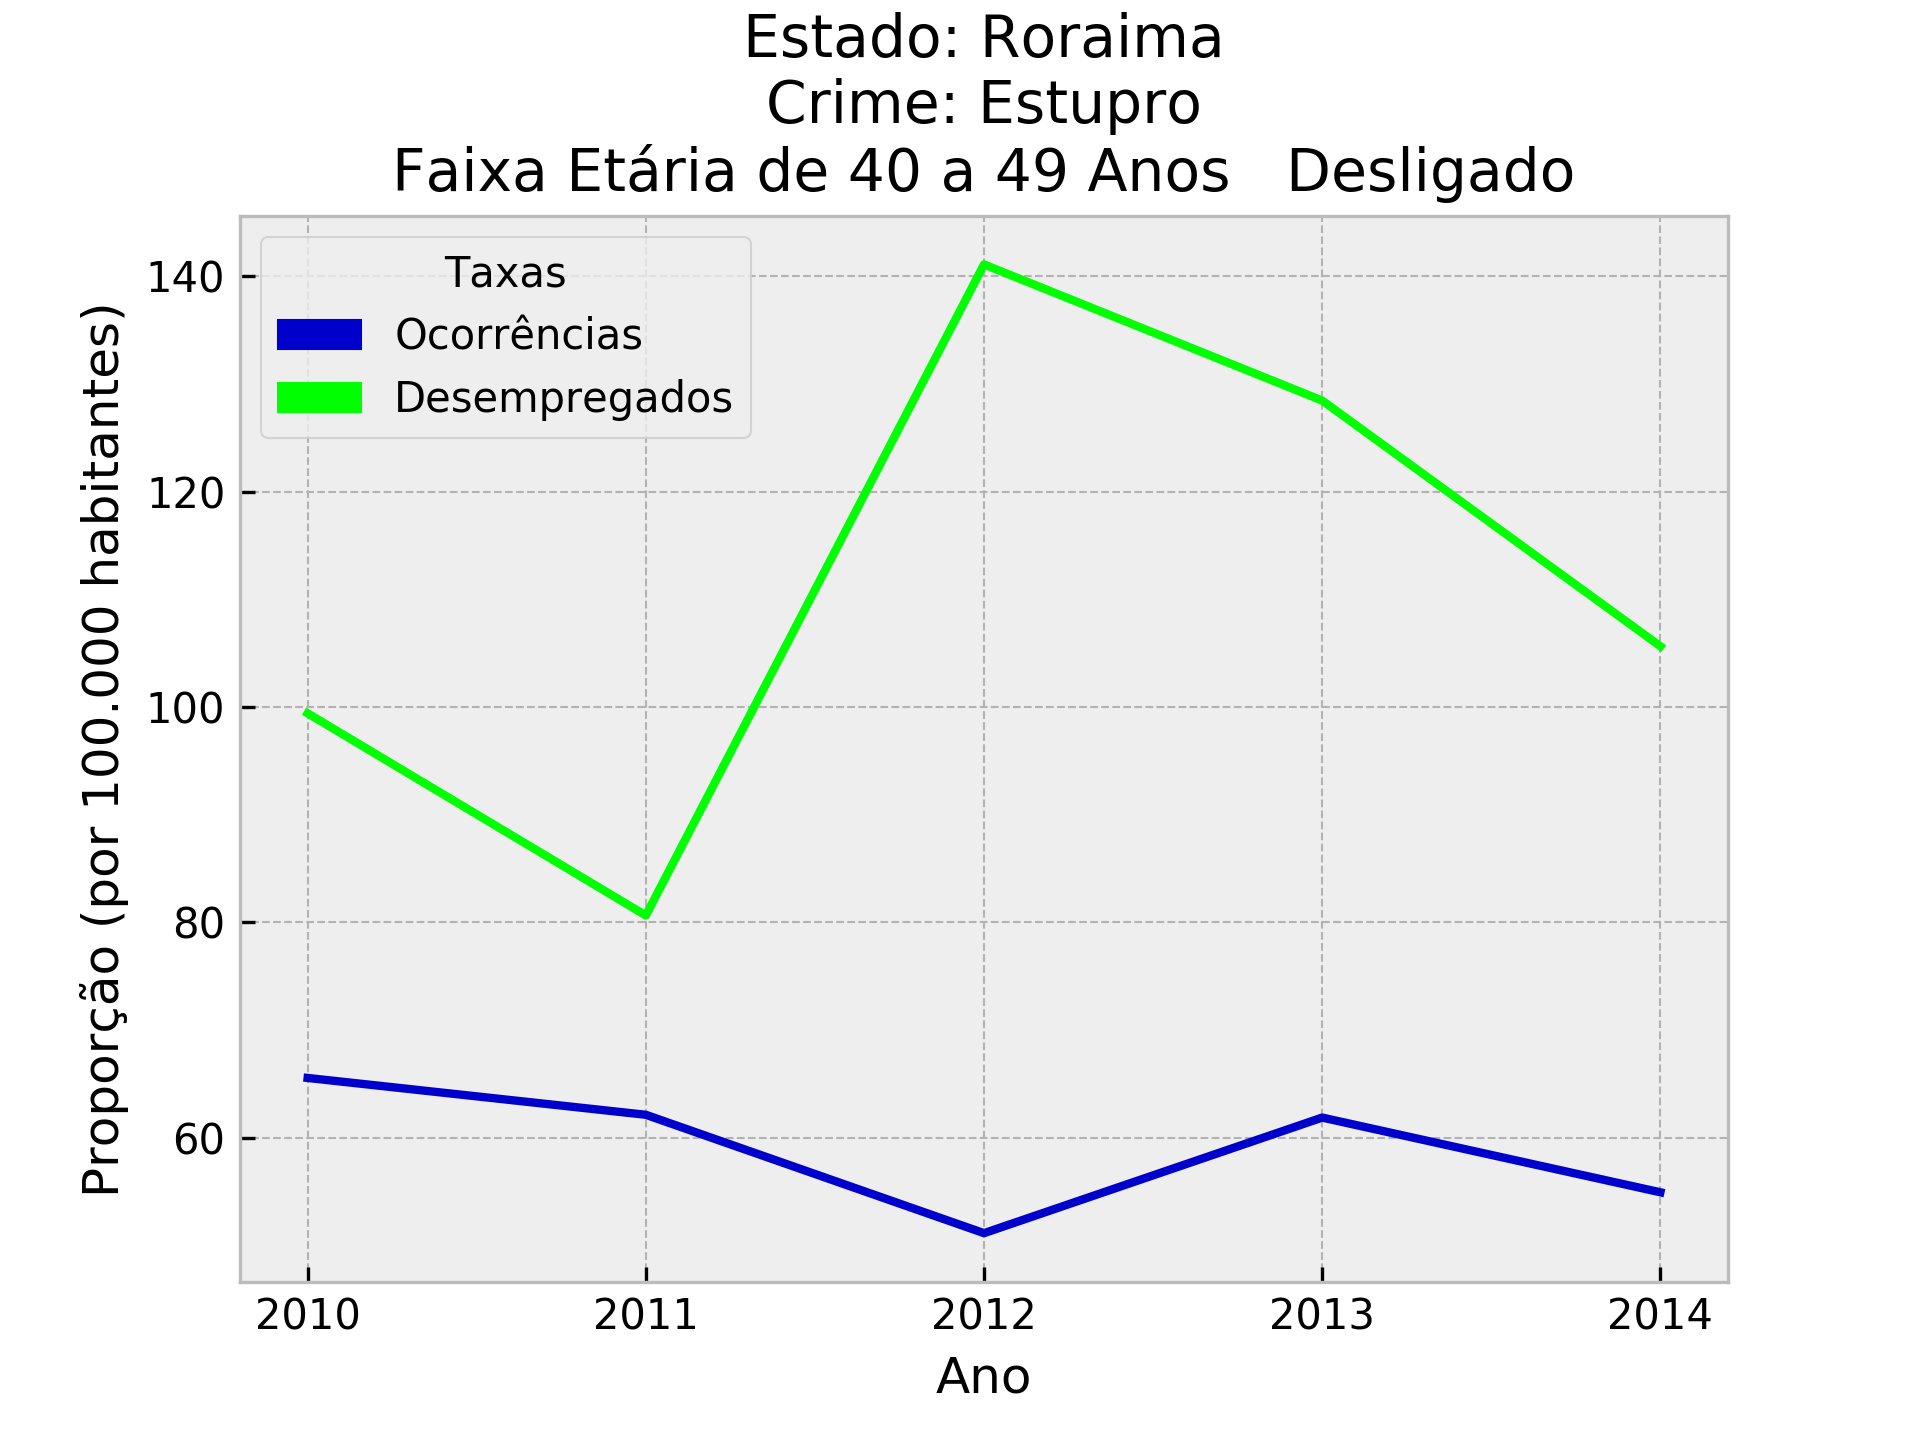 Estado: Roraima
Crime: Estupro
Faixa Etária de 40 a 49 Anos   Desligado
Taxas
Ocorrências
Desempregados
Proporção (por 100.000 habitantes)
140
120
100
80
60
2010 2011 2012 2013 2014
Ano